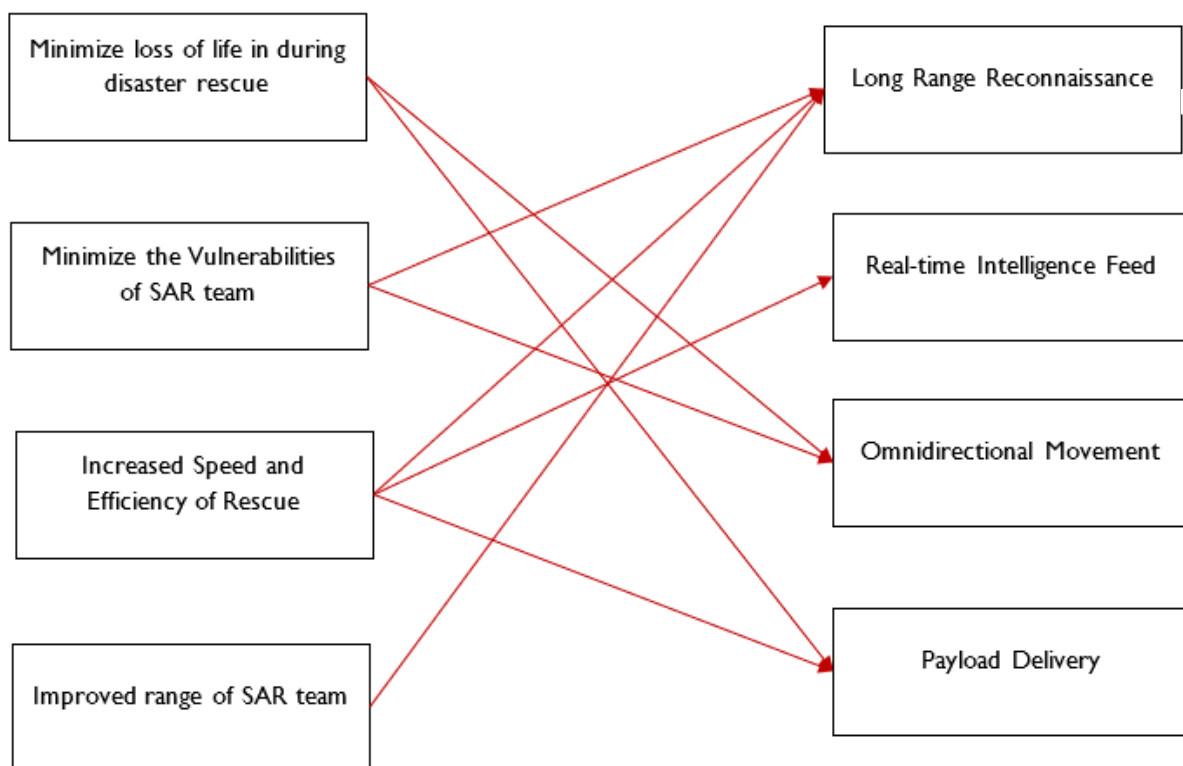 Minimize loss of life in during
disaster rescue
Minimize the Vulnerabilities
of SAR team
Increased Speed and
Efficiency of Rescue
Improved range of SAR team
Long Range Reconnaissance
Real-time Intelligence Feed
Omnidirectional Movement
Payload Delivery